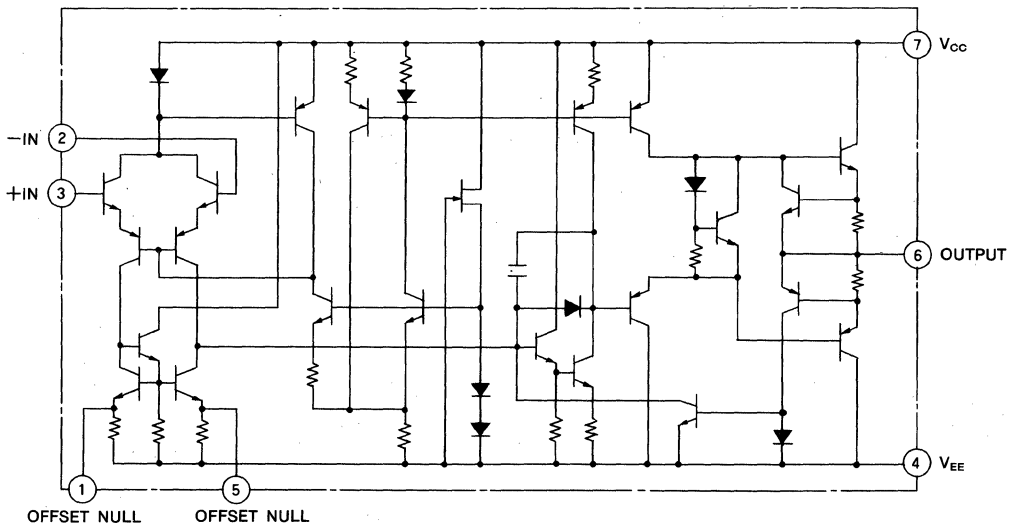 7 VCC
−IN 2
+IN 3
6 OUTPUT
4 VEE
1 5
OFFSET NULL OFFSET NULL